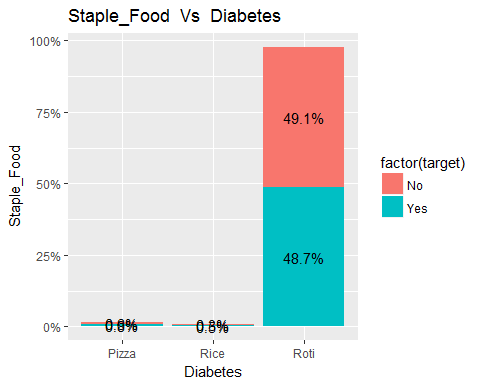 Staple_Food Vs Diabetes
100%
75%
50%
25%
0%
Staple_Food
49.1%
48.7%
Pizza
Rice
Roti
Diabetes
factor(target)
No
Yes